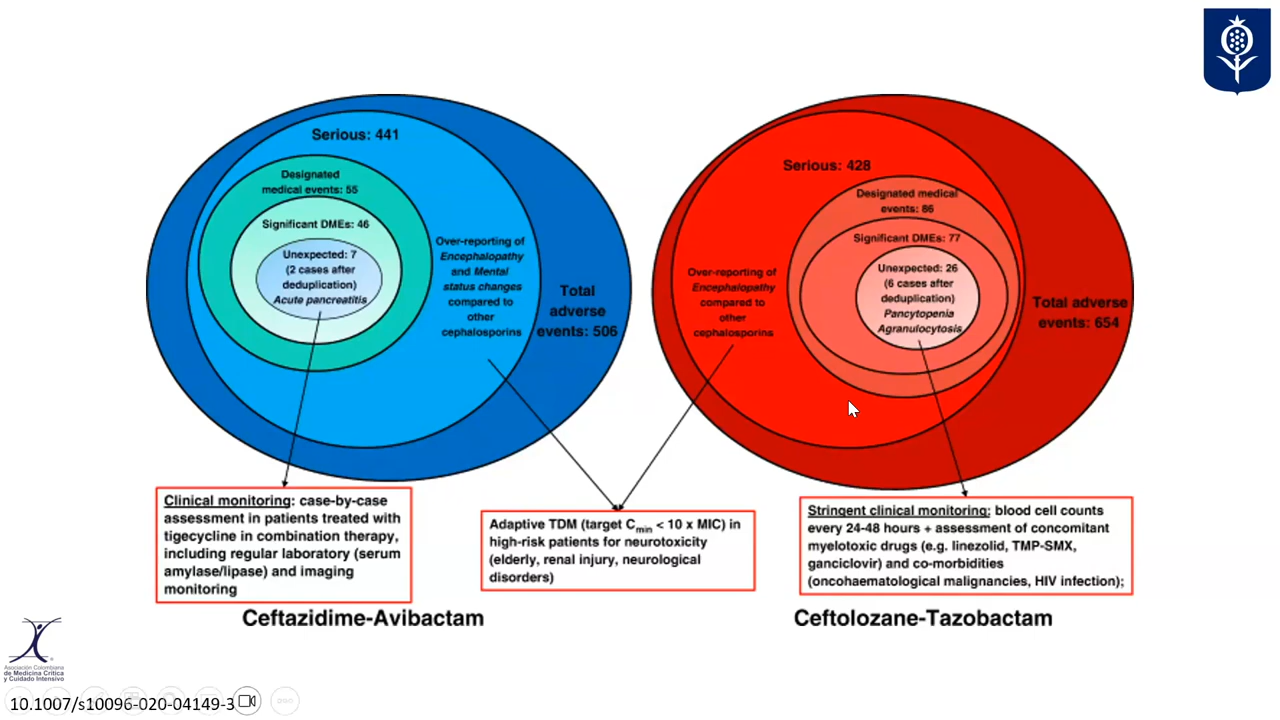 Serious: 441
Designated
medical events: 55
Significant DMEs: 46
Unexpected: 7
(2 cases after
deduplication)
Acute pancreatitis
Over-reporting of
Encephalopathy
and Mental
status changes
compared to
other
cephalosporins
Total
adverse
events: 506
Serious: 428
Designated medical
events: 86
Significant DMEs: 77
Unexpected: 26
(6 cases after
deduplication)
Pancytopenia
Agranulocytosis
Over-reporting of
Encephalopathy
compared to
other
cephalosporins
Total adverse
events: 654
Clinical monitoring: case-by-case
assessment in patients treated with
tigecycline in combination therapy,
including regular laboratory (serum
amylase/lipase) and imaging
monitoring
Adaptive TDM (target Cmin < 10 x MIC) in
high-risk patients for neurotoxicity
(elderly, renal injury, neurological
disorders)
Stringent clinical monitoring: blood cell counts
every 24-48 hours + assessment of concomitant
myelotoxic drugs (e.g. linezolid, TMP-SMX,
ganciclovir) and co-morbidities
(oncohaematological malignancies, HIV infection);
Ceftazidime-Avibactam
Ceftolozane-Tazobactam
Asociación Colombiana
de Medicina Crítica
y Cuidado Intensivo
10.1007/s10096-020-04149-3